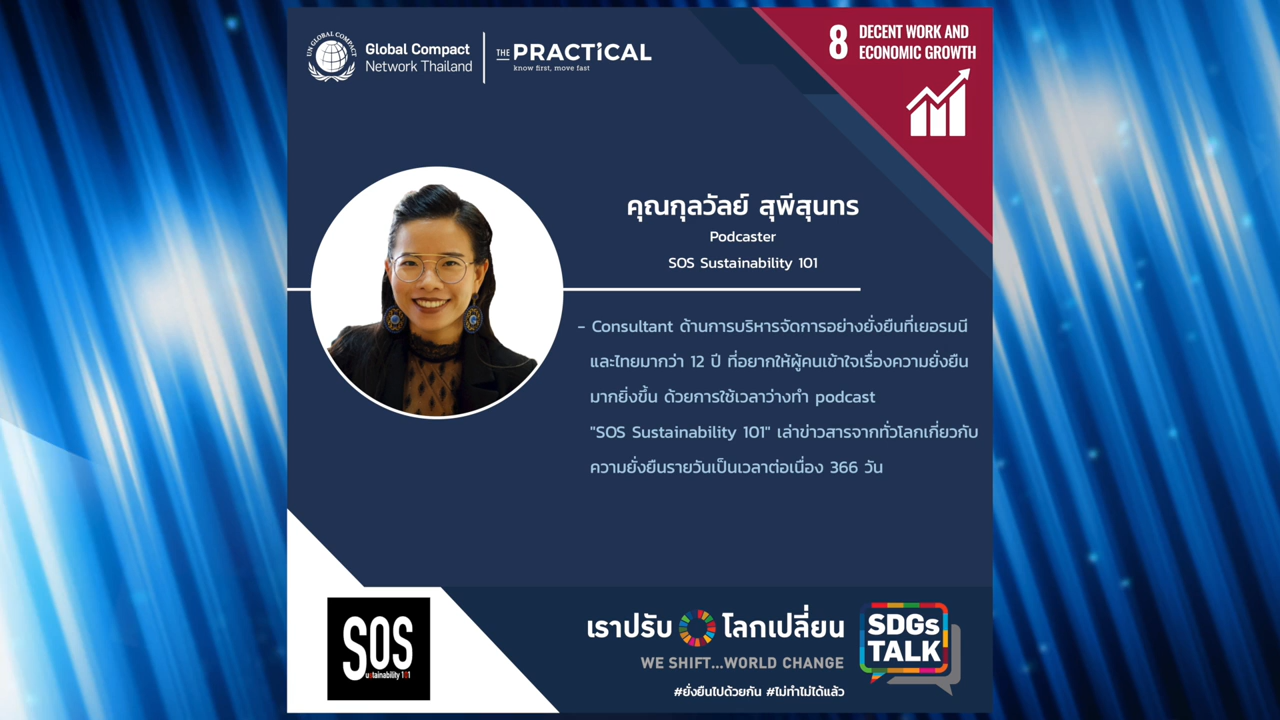 UN GLOBAL COMPACT
Global Compact
Network Thailand
THE PRACTICAL
know first, move fast
8 DECENT WORK AND
ECONOMIC GROWTH
คุณกุลวัลย์ สุพีสุนทร
Podcaster
SOS Sustainability 101
- Consultant ด้านการบริหารจัดการอย่างยั่งยืนที่เยอรมนี
และไทยมากว่า 12 ปี ที่อยากให้ผู้คนเข้าใจเรื่องความยั่งยืน
มากยิ่งขึ้น ด้วยการใช้เวลาว่างทำ podcast
"SOS Sustainability 101" เล่าข่าวสารจากทั่วโลกเกี่ยวกับ
ความยั่งยืนรายวันเป็นเวลาต่อเนื่อง 366 วัน
SOS
ustainability 101
เราปรับ โลกเปลี่ยน
WE SHIFT...WORLD CHANGE
#ยั่งยืนไปด้วยกัน #ไม่ทำไม่ได้แล้ว
SDGs
TALK